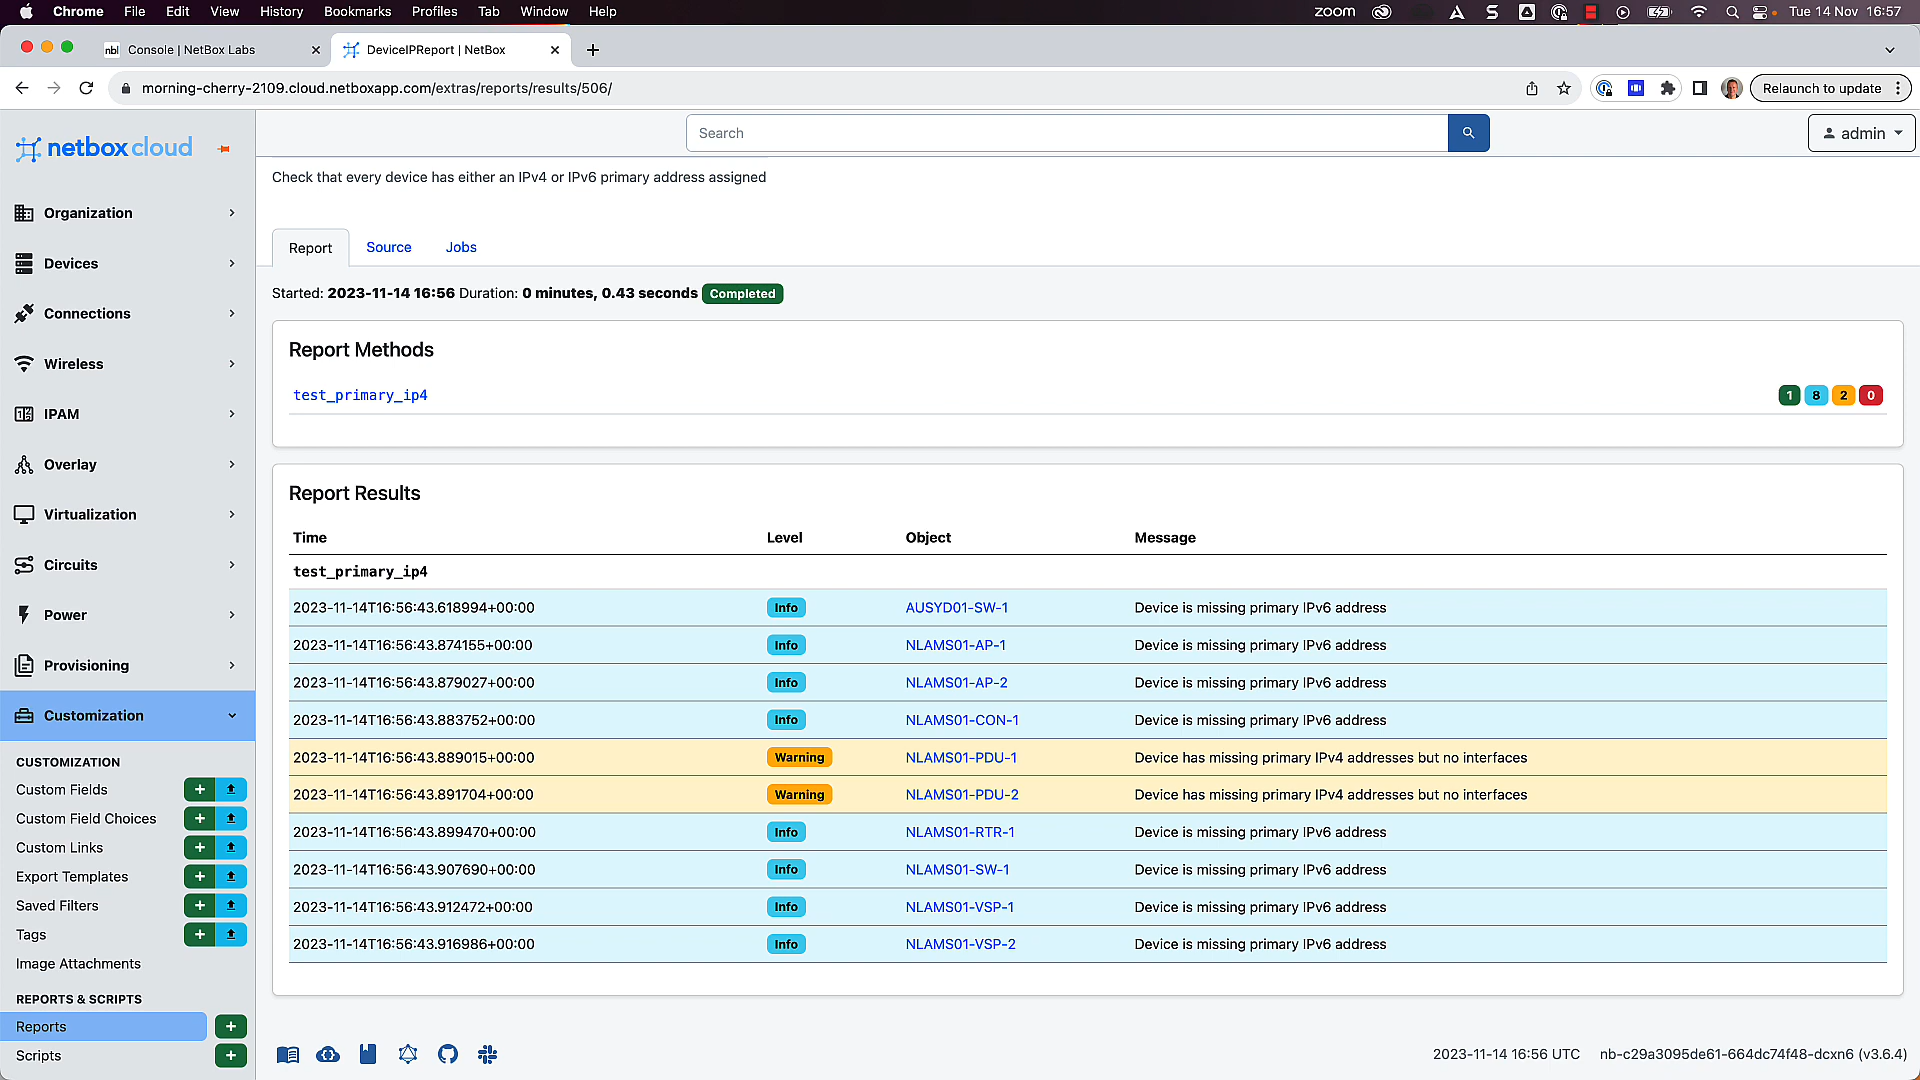 Chrome File Edit View History Bookmarks Profiles Tab Window Help zoom Tue 14 Nov 16:57
nbl Console | NetBox Labs DeviceIPReport | NetBox
morning-cherry-2109.cloud.netboxapp.com/extras/reports/results/506/ Relaunch to update
netbox cloud Search admin
Check that every device has either an IPv4 or IPv6 primary address assigned
Organization
Devices
Connections
Wireless
IPAM
Overlay
Virtualization
Circuits
Power
Provisioning
Customization
CUSTOMIZATION
Custom Fields
Custom Field Choices
Custom Links
Export Templates
Saved Filters
Tags
Image Attachments
REPORTS & SCRIPTS
Reports
Scripts
Report Source Jobs
Started: 2023-11-14 16:56 Duration: 0 minutes, 0.43 seconds Completed
Report Methods
test_primary_ip4 1 8 2 0
Report Results
Time Level Object Message
test_primary_ip4
2023-11-14T16:56:43.618994+00:00 Info AUSYD01-SW-1 Device is missing primary IPv6 address
2023-11-14T16:56:43.874155+00:00 Info NLAMS01-AP-1 Device is missing primary IPv6 address
2023-11-14T16:56:43.879027+00:00 Info NLAMS01-AP-2 Device is missing primary IPv6 address
2023-11-14T16:56:43.883752+00:00 Info NLAMS01-CON-1 Device is missing primary IPv6 address
2023-11-14T16:56:43.889015+00:00 Warning NLAMS01-PDU-1 Device has missing primary IPv4 addresses but no interfaces
2023-11-14T16:56:43.891704+00:00 Warning NLAMS01-PDU-2 Device has missing primary IPv4 addresses but no interfaces
2023-11-14T16:56:43.899470+00:00 Info NLAMS01-RTR-1 Device is missing primary IPv6 address
2023-11-14T16:56:43.907690+00:00 Info NLAMS01-SW-1 Device is missing primary IPv6 address
2023-11-14T16:56:43.912472+00:00 Info NLAMS01-VSP-1 Device is missing primary IPv6 address
2023-11-14T16:56:43.916986+00:00 Info NLAMS01-VSP-2 Device is missing primary IPv6 address
2023-11-14 16:56 UTC nb-c29a3095de61-664dc74f48-dcxn6 (v3.6.4)